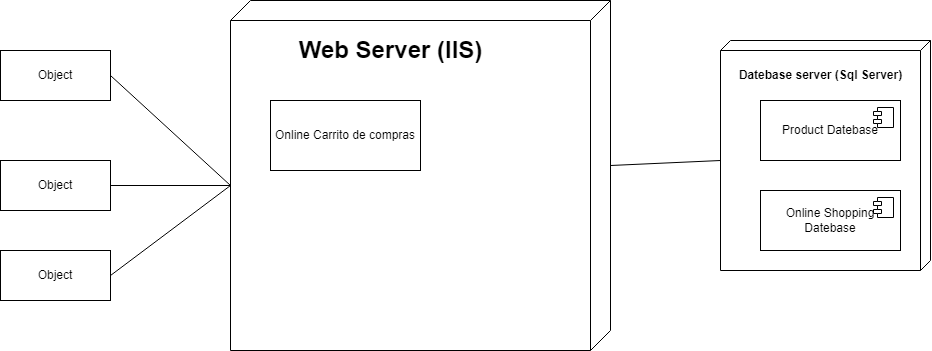 Web Server (IIS)
Object
Datebase server (Sql Server)
Online Carrito de compras
Product Datebase
Object
Online Shopping
Datebase
Object